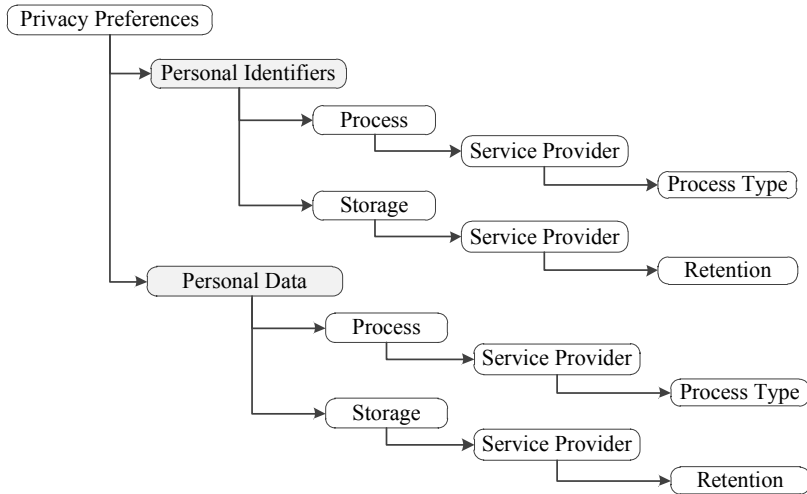 Privacy Preferences
Personal Identifiers
Process
Service Provider
Process Type
Storage
Service Provider
Retention
Personal Data
Process
Service Provider
Process Type
Storage
Service Provider
Retention